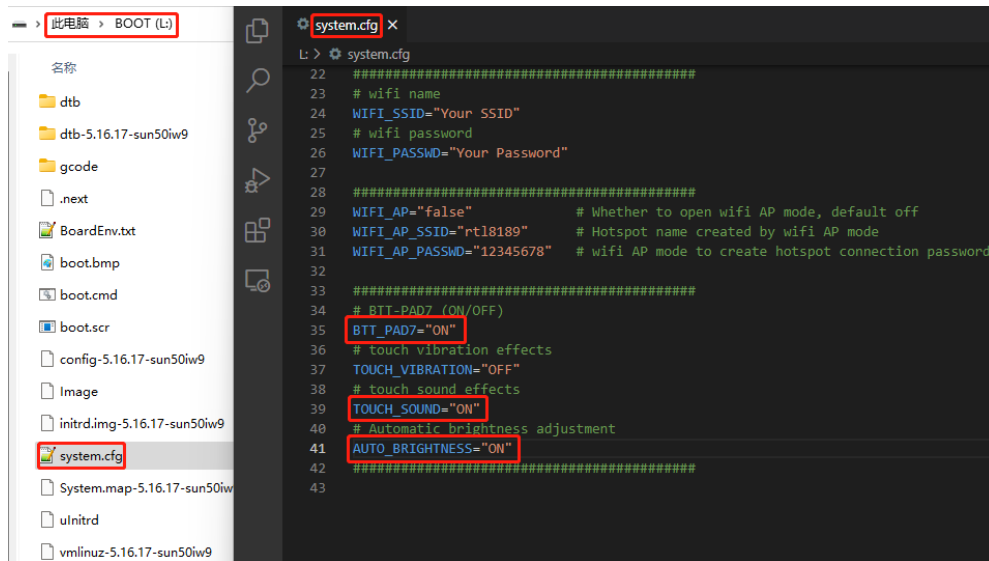 此电脑 › BOOT (L:)
名称
dtb
dtb-5.16.17-sun50iw9
gcode
.next
BoardEnv.txt
boot.bmp
boot.cmd
boot.scr
config-5.16.17-sun50iw9
Image
initrd.img-5.16.17-sun50iw9
system.cfg
System.map-5.16.17-sun50iw
uInitrd
vmlinuz-5.16.17-sun50iw9
system.cfg ×
L: > system.cfg
22 ###########################################
23 # wifi name
24 WIFI_SSID="Your SSID"
25 # wifi password
26 WIFI_PASSWD="Your Password"
27
28 ###########################################
29 WIFI_AP="false" # Whether to open wifi AP mode, default off
30 WIFI_AP_SSID="rtl8189" # Hotspot name created by wifi AP mode
31 WIFI_AP_PASSWD="12345678" # wifi AP mode to create hotspot connection password
32
33 ###########################################
34 # BTT-PAD7 (ON/OFF)
35 BTT_PAD7="ON"
36 # touch vibration effects
37 TOUCH_VIBRATION="OFF"
38 # touch sound effects
39 TOUCH_SOUND="ON"
40 # Automatic brightness adjustment
41 AUTO_BRIGHTNESS="ON"
42 ###########################################
43